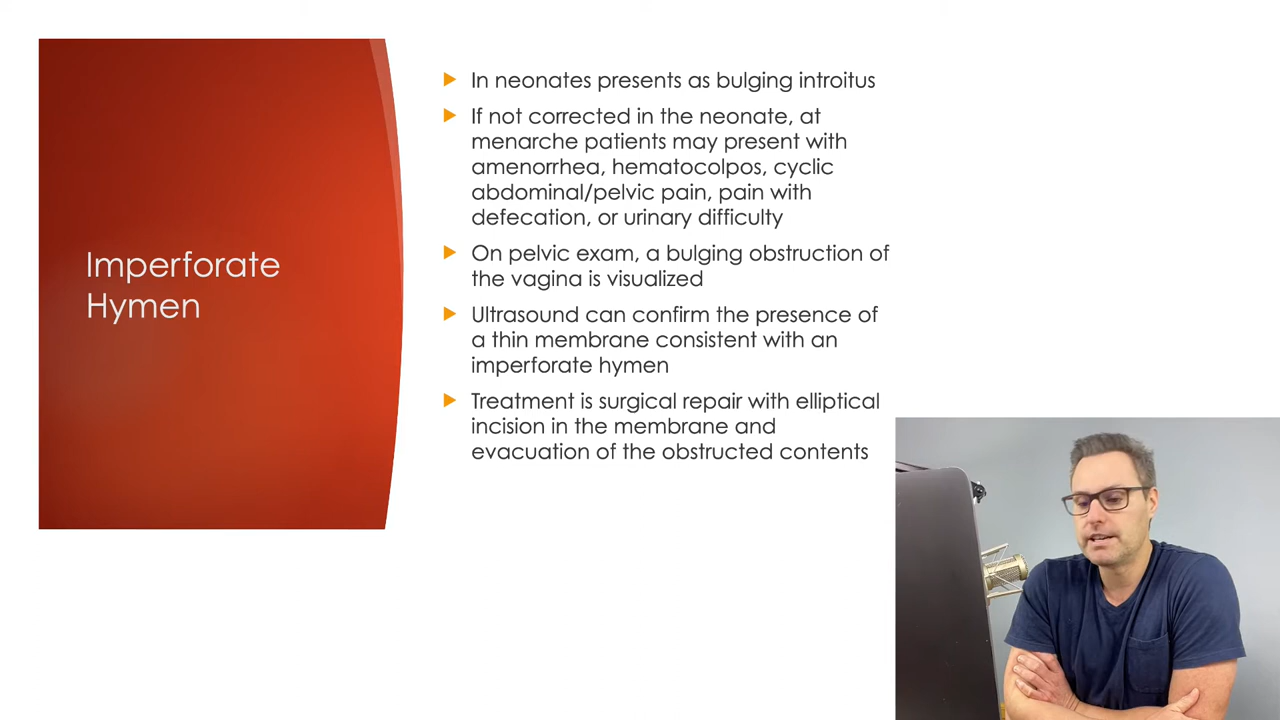 Imperforate
Hymen
In neonates presents as bulging introitus
If not corrected in the neonate, at
menarche patients may present with
amenorrhea, hematocolpos, cyclic
abdominal/pelvic pain, pain with
defecation, or urinary difficulty
On pelvic exam, a bulging obstruction of
the vagina is visualized
Ultrasound can confirm the presence of
a thin membrane consistent with an
imperforate hymen
Treatment is surgical repair with elliptical
incision in the membrane and
evacuation of the obstructed contents